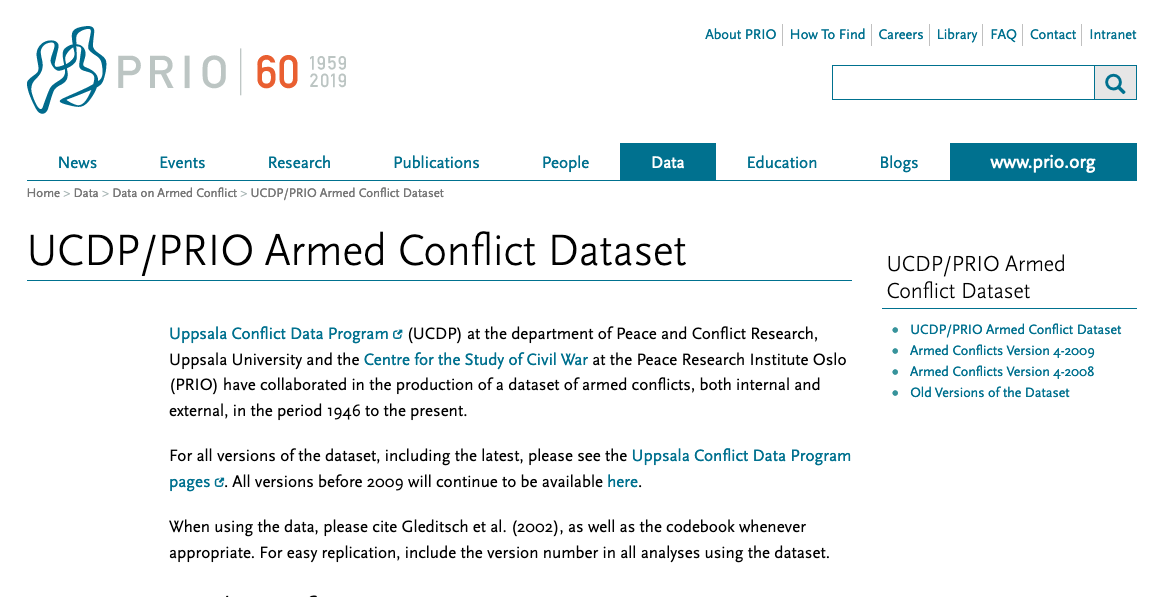 About PRIO How To Find Careers Library FAQ Contact Intranet
PRIO 60 1959
2019
News Events Research Publications People Data Education Blogs www.prio.org
Home > Data > Data on Armed Conflict > UCDP/PRIO Armed Conflict Dataset
UCDP/PRIO Armed Conflict Dataset
Uppsala Conflict Data Program (UCDP) at the department of Peace and Conflict Research,
Uppsala University and the Centre for the Study of Civil War at the Peace Research Institute Oslo
(PRIO) have collaborated in the production of a dataset of armed conflicts, both internal and
external, in the period 1946 to the present.
For all versions of the dataset, including the latest, please see the Uppsala Conflict Data Program
pages. All versions before 2009 will continue to be available here.
When using the data, please cite Gleditsch et al. (2002), as well as the codebook whenever
appropriate. For easy replication, include the version number in all analyses using the dataset.
UCDP/PRIO Armed
Conflict Dataset
UCDP/PRIO Armed Conflict Dataset
Armed Conflicts Version 4-2009
Armed Conflicts Version 4-2008
Old Versions of the Dataset